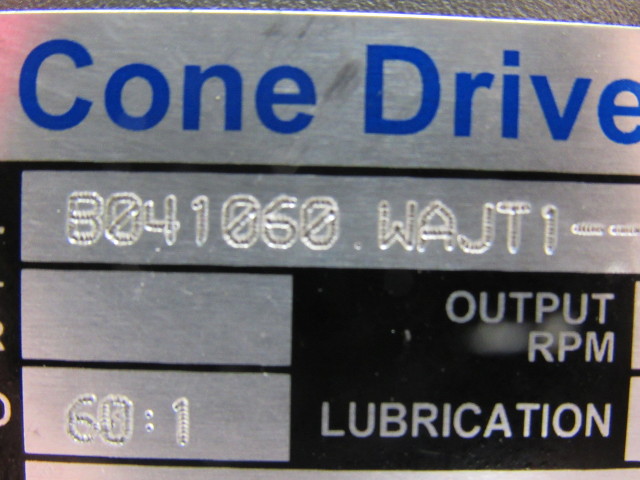 Cone Drive
B041060.WAJT1--
OUTPUT
RPM
60:1
LUBRICATION